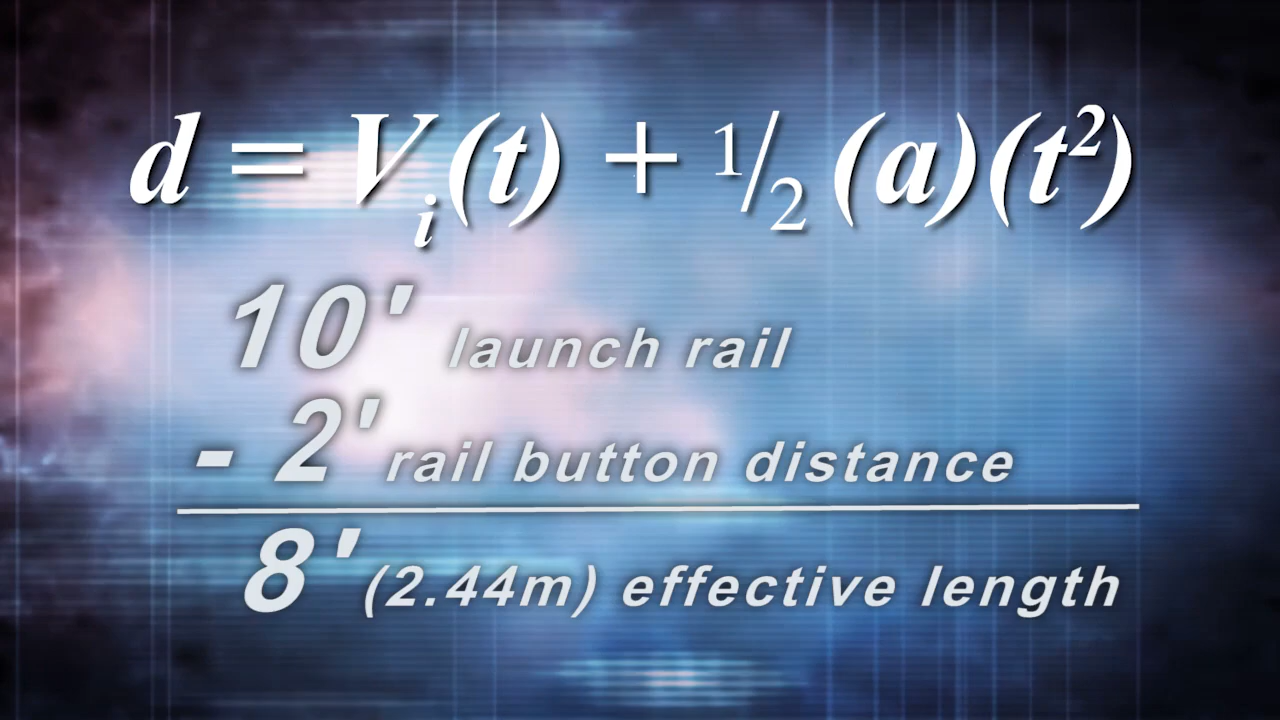 d = Vᵢ(t) + ½ (a)(t²)
10' launch rail
- 2' rail button distance
8' (2.44m) effective length